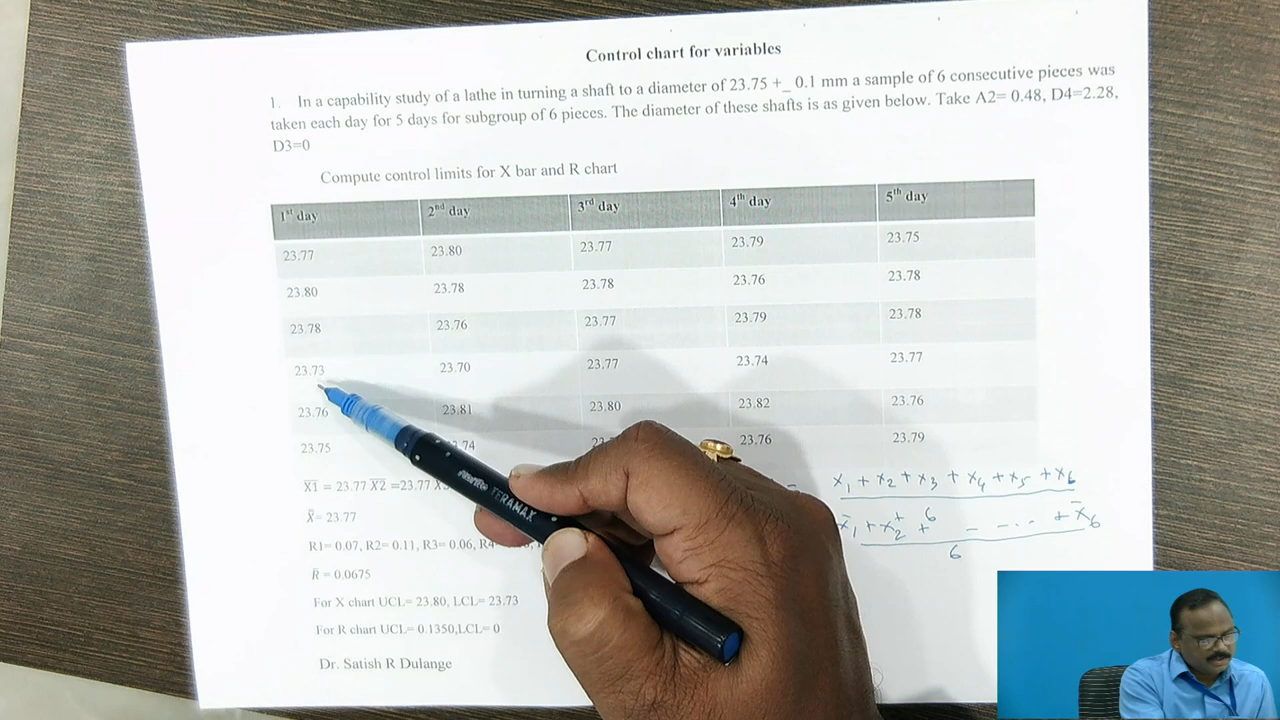 Control chart for variables
1. In a capability study of a lathe in turning a shaft to a diameter of 23.75 +_ 0.1 mm a sample of 6 consecutive pieces was
taken each day for 5 days for subgroup of 6 pieces. The diameter of these shafts is as given below. Take A2= 0.48, D4=2.28,
D3=0
Compute control limits for X bar and R chart
1st day 2nd day 3rd day 4th day 5th day
23.77 23.80 23.77 23.79 23.75
23.80 23.78 23.78 23.76 23.78
23.78 23.76 23.77 23.79 23.78
23.73 23.70 23.77 23.74 23.77
23.76 23.81 23.80 23.82 23.76
23.75 74 23.76 23.79
X̅1 = 23.77 X̅2 =23.77
x₁ + x₂ + x₃ + x₄ + x₅ + x₆
6
X̿= 23.77
x̄₁ + x̄₂ + - -... + x̄₆
6
R1= 0.07, R2= 0.11, R3= 0.06,
R̄ = 0.0675
For X chart UCL= 23.80, LCL= 23.73
For R chart UCL= 0.1350,LCL= 0
Dr. Satish R Dulange
TERAMAX